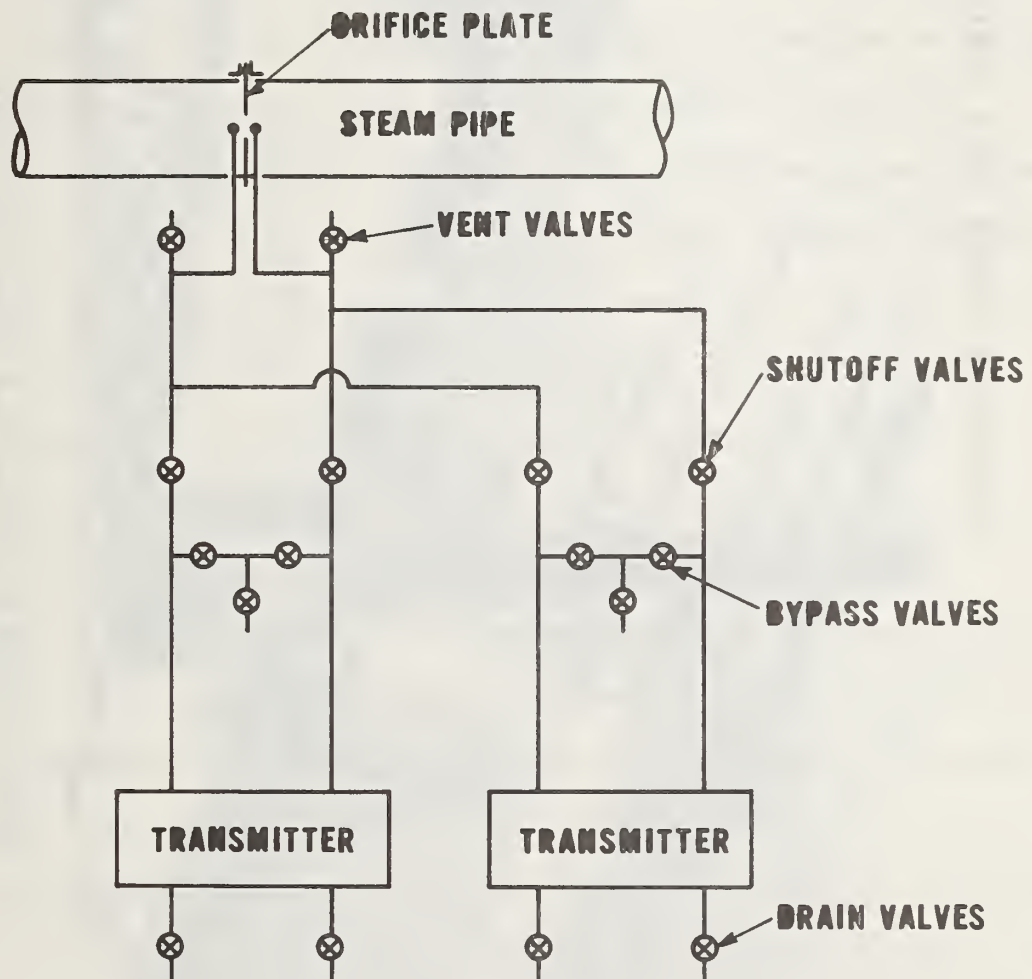 ORIFICE PLATE
STEAM PIPE
VENT VALVES
SHUTOFF VALVES
BYPASS VALVES
TRANSMITTER
TRANSMITTER
DRAIN VALVES